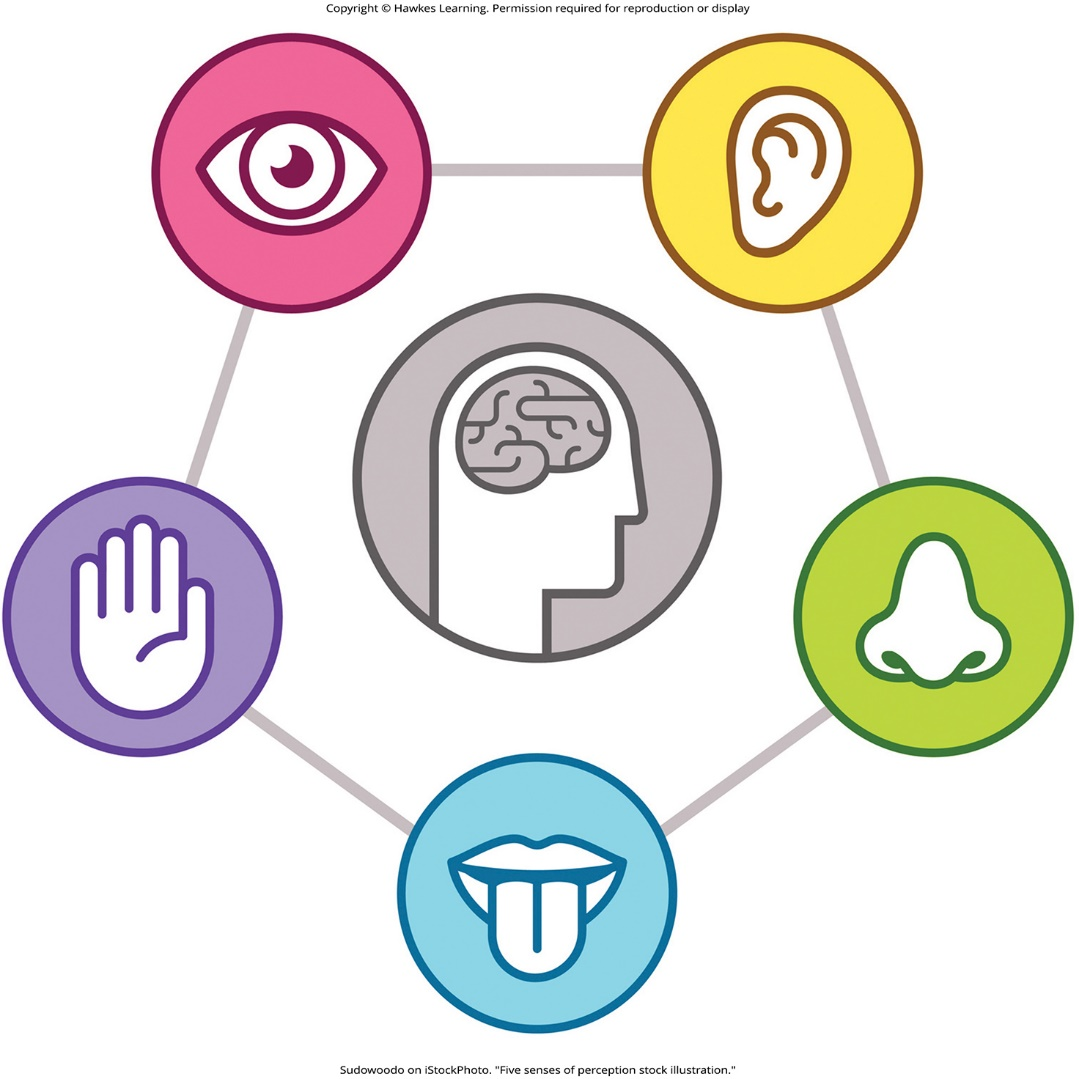 Copyright © Hawkes Learning. Permission required for reproduction or display
Sudowoodo on iStockPhoto. "Five senses of perception stock illustration."